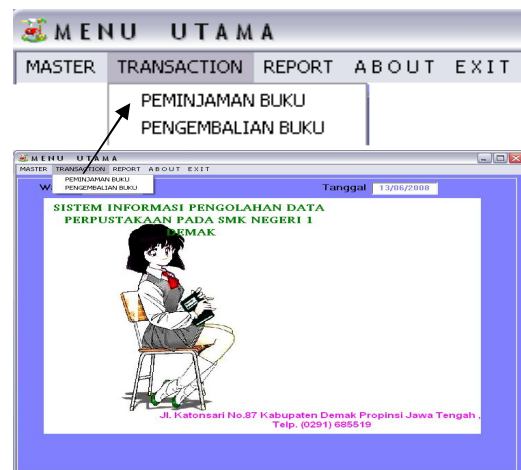 MENU UTAMA
MASTER TRANSACTION REPORT ABOUT EXIT
PEMINJAMAN BUKU
PENGEMBALIAN BUKU
MENU UTAMA
MASTER TRANSACTION REPORT ABOUT EXIT
PEMINJAMAN BUKU
PENGEMBALIAN BUKU
Tanggal 13/06/2008
SISTEM INFORMASI PENGOLAHAN DATA
PERPUSTAKAAN PADA SMK NEGERI 1
DEMAK
Jl. Katonsari No.87 Kabupaten Demak Propinsi Jawa Tengah ,
Telp. (0291) 685519